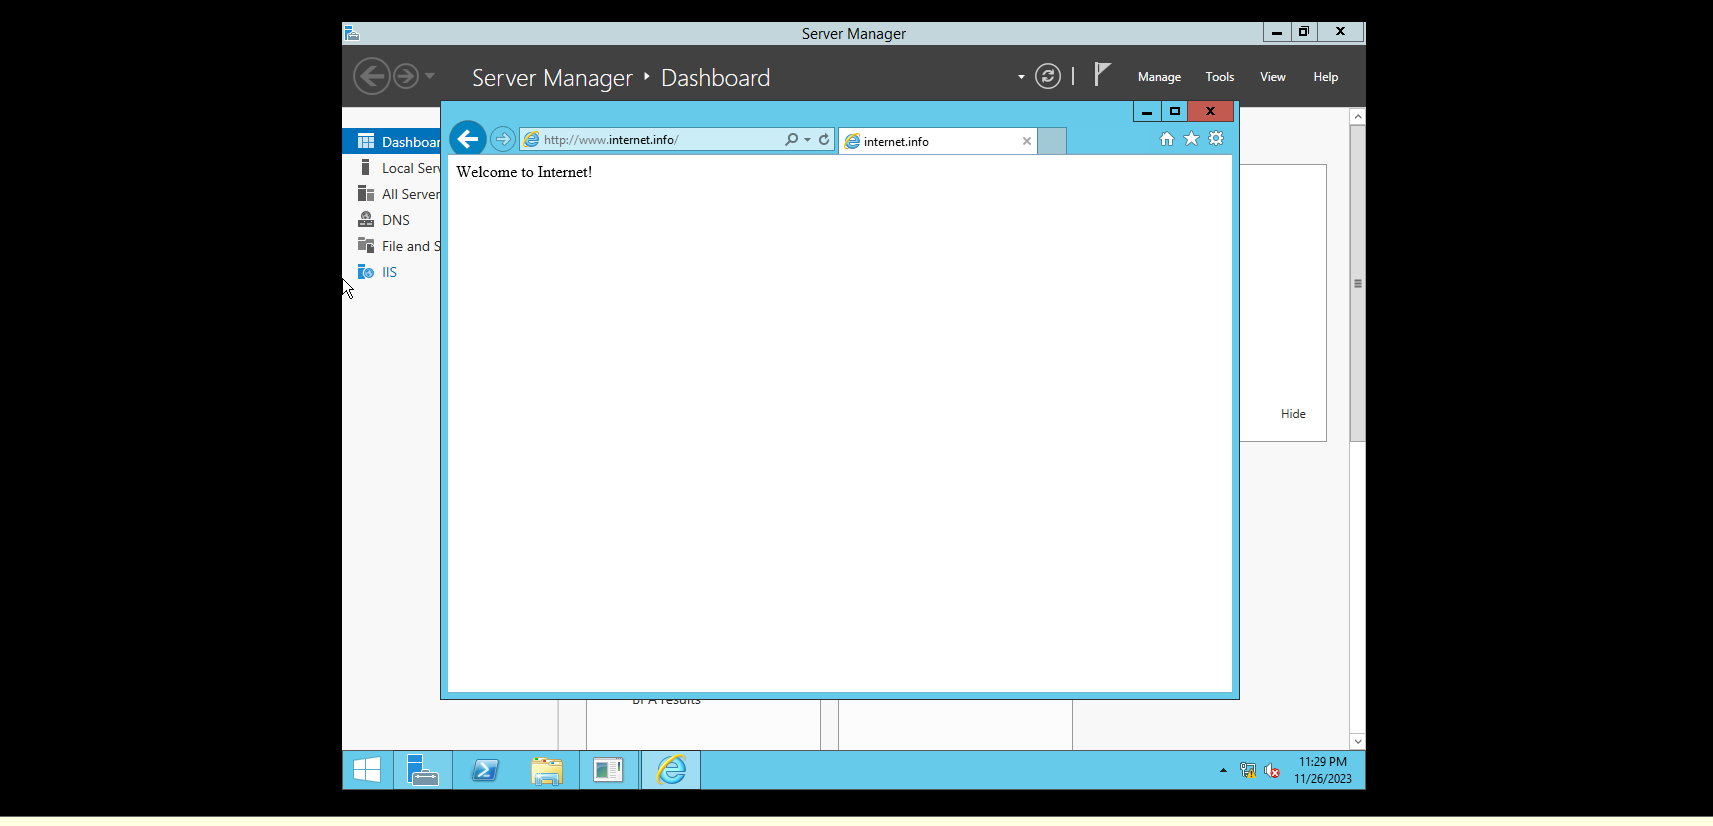 Server Manager
Server Manager ‣ Dashboard
Manage Tools View Help
http://www.internet.info/
internet.info
Welcome to Internet!
Dashboar
Local Serv
All Server
DNS
File and S
IIS
Hide
BPA results
11:29 PM
11/26/2023